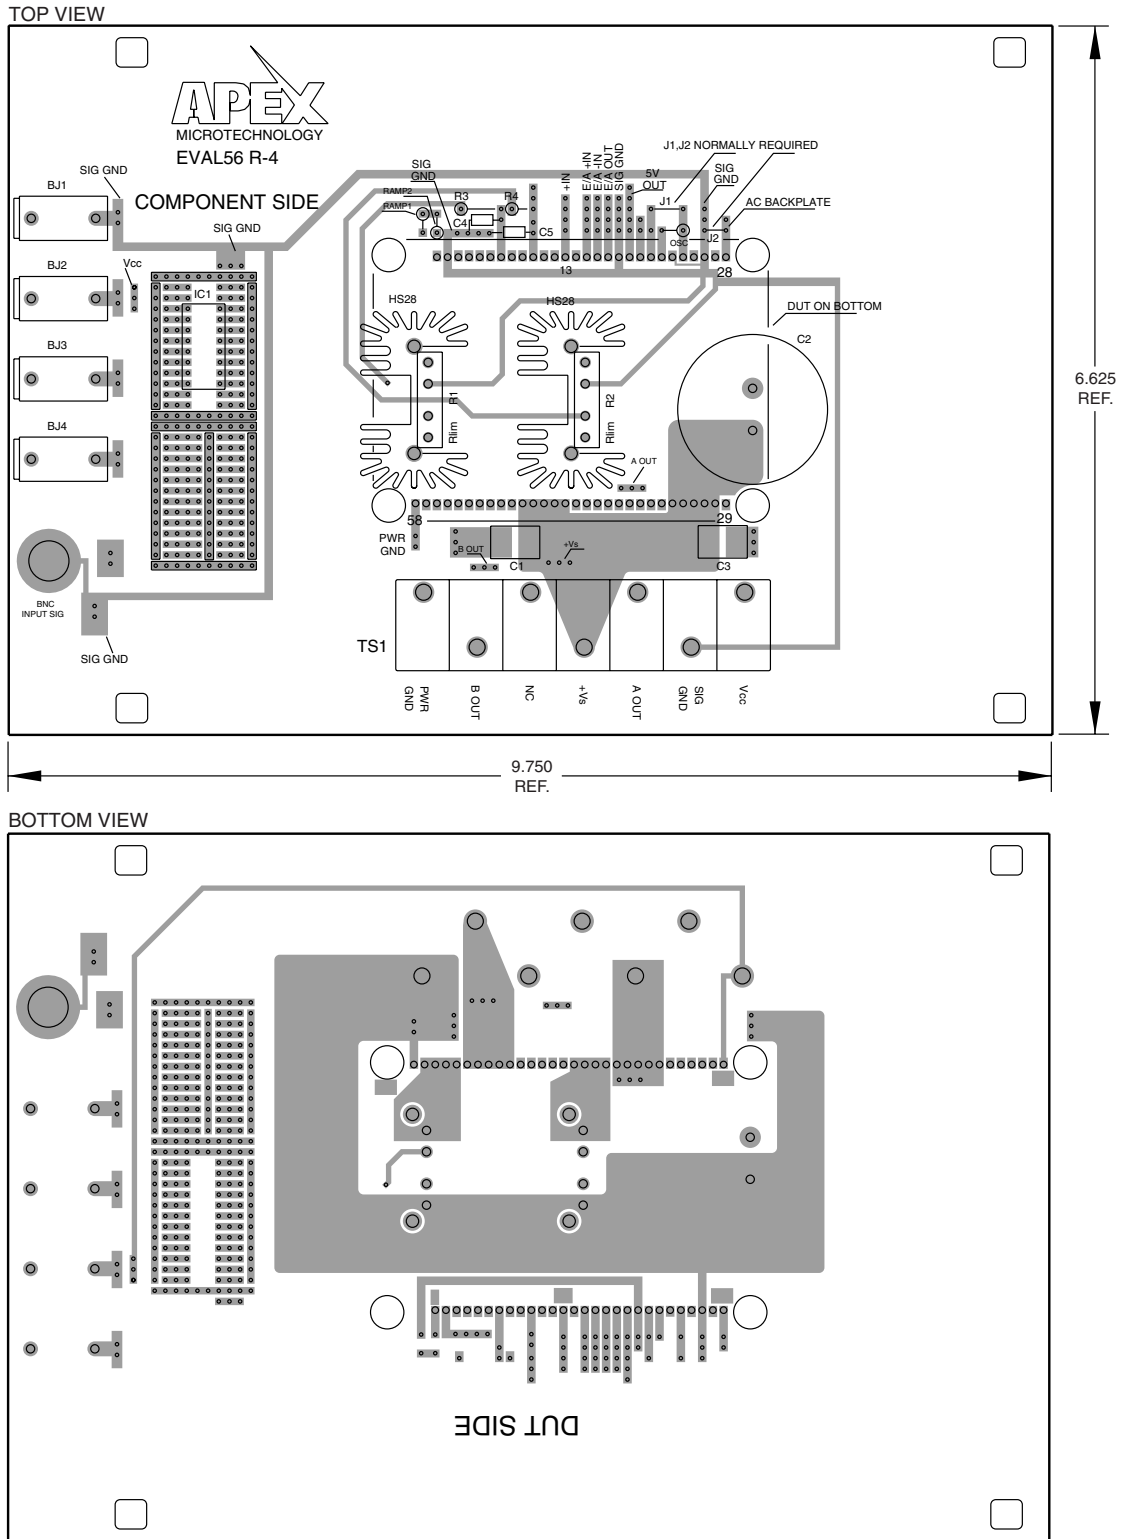 TOP VIEW
APEX
MICROTECHNOLOGY
EVAL56 R-4
COMPONENT SIDE
SIG GND
BJ1
SIG GND
BJ2
Vcc
IC1
BJ3
BJ4
BNC
INPUT SIG
SIG GND
SIG
GND
RAMP2
RAMP1
R3
R4
C4
C5
+IN
E/A +IN
E/A -IN
E/A OUT
SIG GND
5V
OUT
J1,J2 NORMALLY REQUIRED
SIG
GND
J1
AC BACKPLATE
OSC
J2
13
28
HS28
HS28
DUT ON BOTTOM
C2
R1
Rlim
R2
Rlim
A OUT
58
29
PWR
GND
B OUT
+Vs
C1
C3
TS1
PWR
GND
B OUT
NC
+Vs
A OUT
SIG
GND
Vcc
6.625
REF.
9.750
REF.
BOTTOM VIEW
DUT SIDE